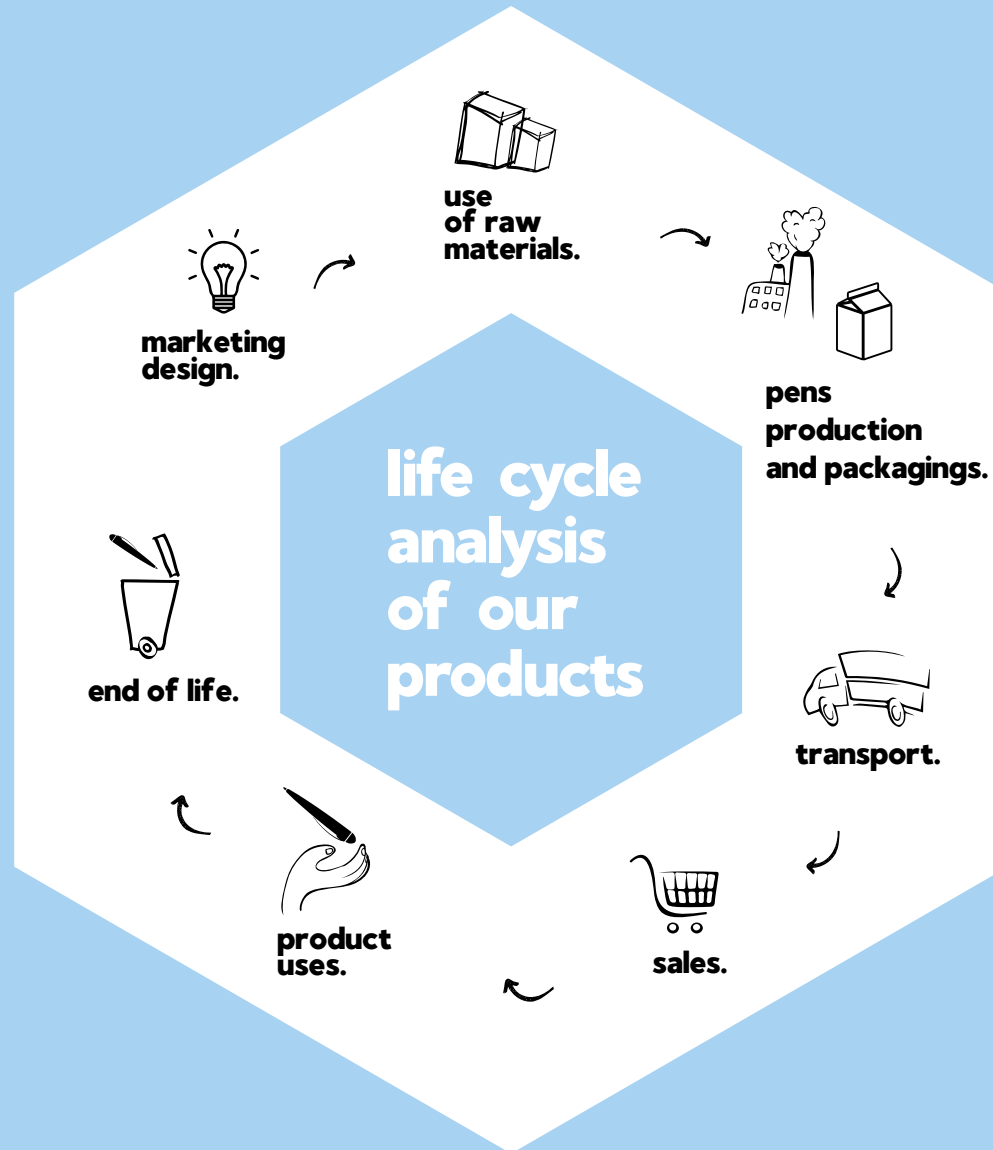 use
of raw
materials.
marketing
design.
pens
production
and packagings.
life cycle
analysis
of our
products
end of life.
transport.
product
uses.
sales.